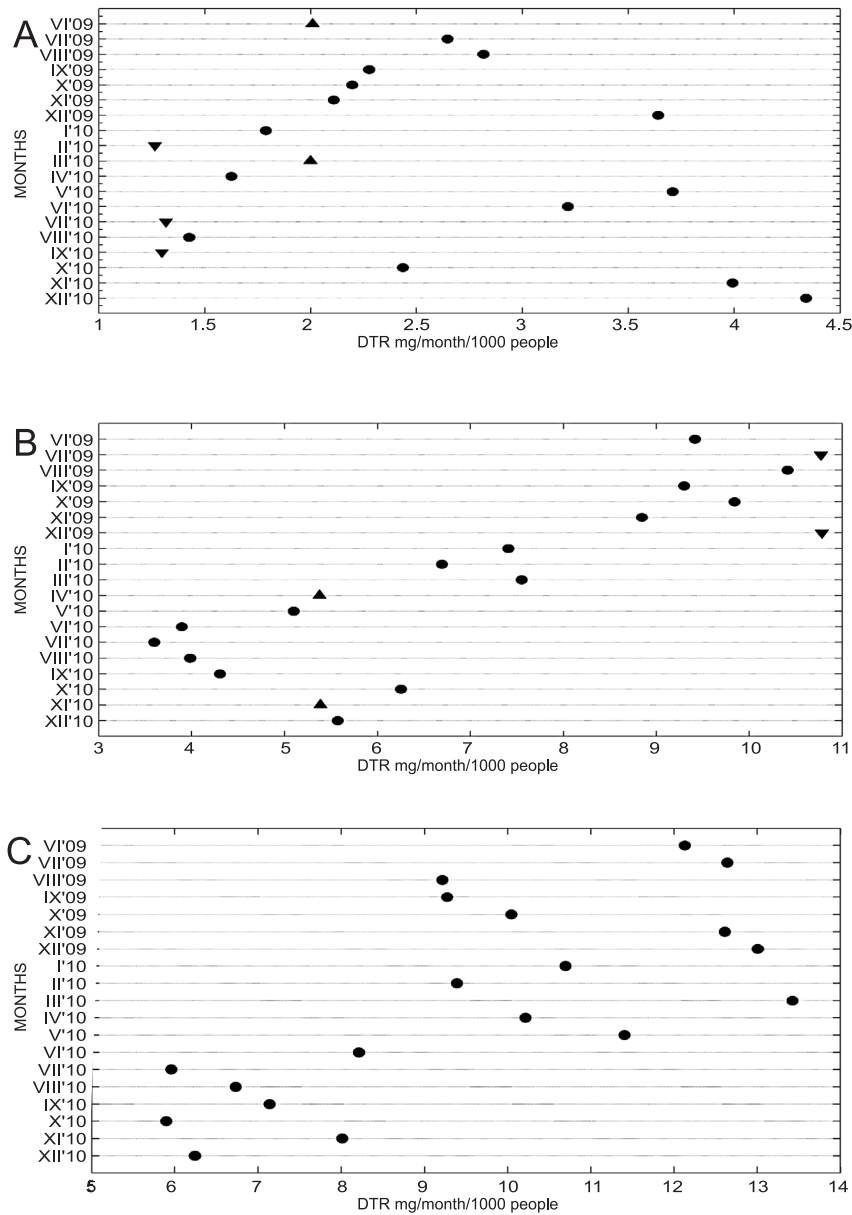 A
VI'09
VII'09
VIII'09
IX'09
X'09
XI'09
XII'09
I'10
II'10
III'10
IV'10
V'10
VI'10
VII'10
VIII'10
IX'10
X'10
XI'10
XII'10
MONTHS
1 1.5 2 2.5 3 3.5 4 4.5
DTR mg/month/1000 people
B
VI'09
VII'09
VIII'09
IX'09
X'09
XI'09
XII'09
I'10
II'10
III'10
IV'10
V'10
VI'10
VII'10
VIII'10
IX'10
X'10
XI'10
XII'10
MONTHS
3 4 5 6 7 8 9 10 11
DTR mg/month/1000 people
C
VI'09
VII'09
VIII'09
IX'09
X'09
XI'09
XII'09
I'10
II'10
III'10
IV'10
V'10
VI'10
VII'10
VIII'10
IX'10
X'10
XI'10
XII'10
MONTHS
5 6 7 8 9 10 11 12 13 14
DTR mg/month/1000 people